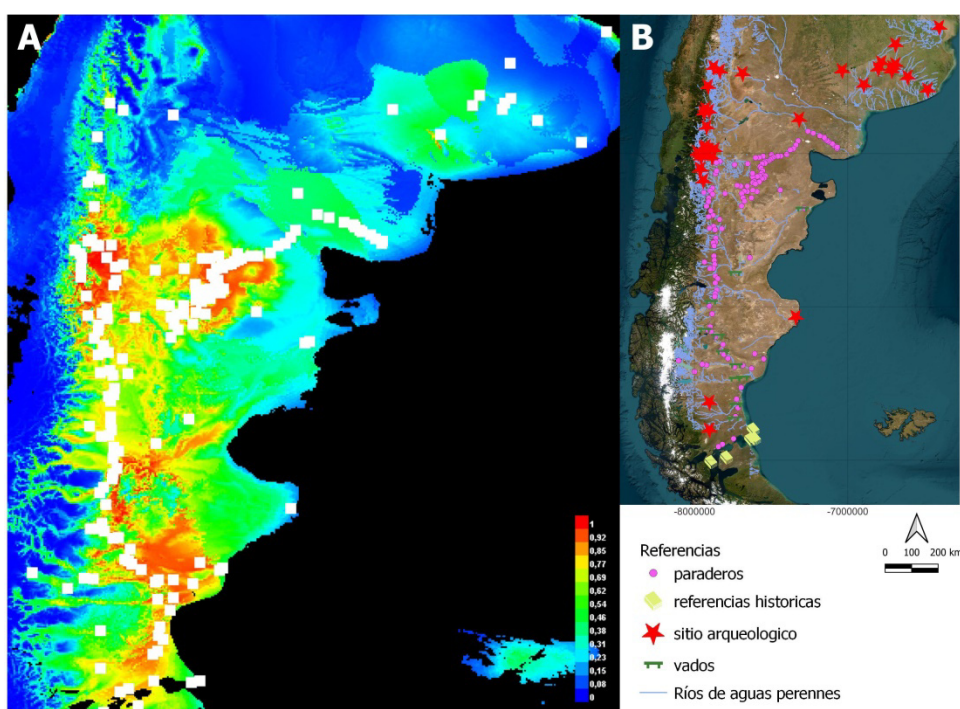 A
B
1
0,92
0,85
0,77
0,69
0,62
0,54
0,46
0,38
0,31
0,23
0,15
0,08
0
-8000000
-7000000
0 100 200 km
Referencias
paraderos
referencias historicas
sitio arqueologico
vados
Ríos de aguas perennes